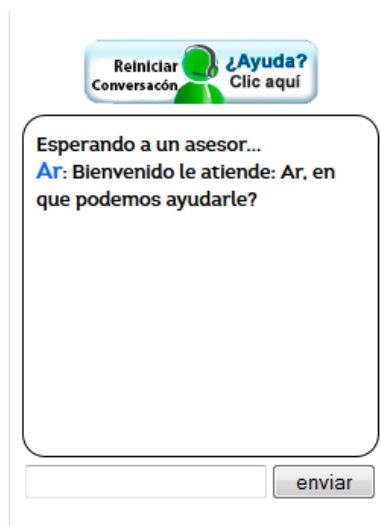 Reiniciar
Conversacón
¿Ayuda?
Clic aquí
Esperando a un asesor...
Ar: Bienvenido le atiende: Ar, en
que podemos ayudarle?
enviar